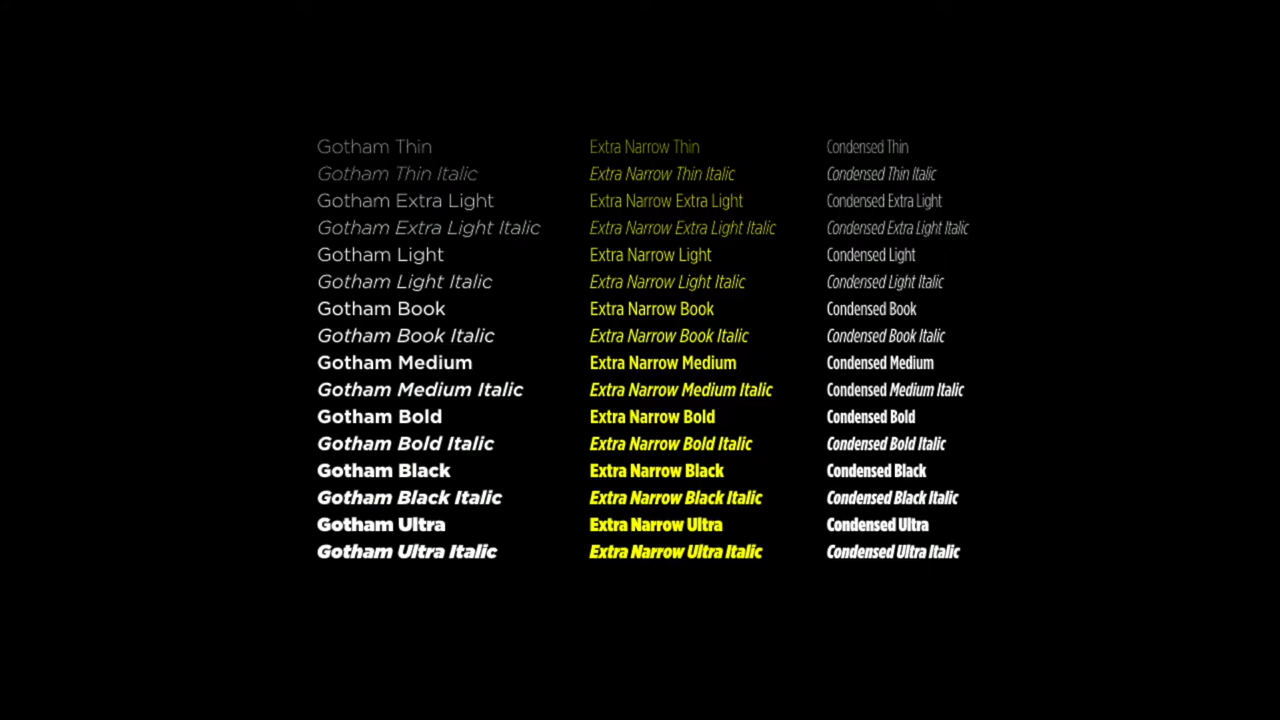 Gotham Thin
Gotham Thin Italic
Gotham Extra Light
Gotham Extra Light Italic
Gotham Light
Gotham Light Italic
Gotham Book
Gotham Book Italic
Gotham Medium
Gotham Medium Italic
Gotham Bold
Gotham Bold Italic
Gotham Black
Gotham Black Italic
Gotham Ultra
Gotham Ultra Italic
Extra Narrow Thin
Extra Narrow Thin Italic
Extra Narrow Extra Light
Extra Narrow Extra Light Italic
Extra Narrow Light
Extra Narrow Light Italic
Extra Narrow Book
Extra Narrow Book Italic
Extra Narrow Medium
Extra Narrow Medium Italic
Extra Narrow Bold
Extra Narrow Bold Italic
Extra Narrow Black
Extra Narrow Black Italic
Extra Narrow Ultra
Extra Narrow Ultra Italic
Condensed Thin
Condensed Thin Italic
Condensed Extra Light
Condensed Extra Light Italic
Condensed Light
Condensed Light Italic
Condensed Book
Condensed Book Italic
Condensed Medium
Condensed Medium Italic
Condensed Bold
Condensed Bold Italic
Condensed Black
Condensed Black Italic
Condensed Ultra
Condensed Ultra Italic